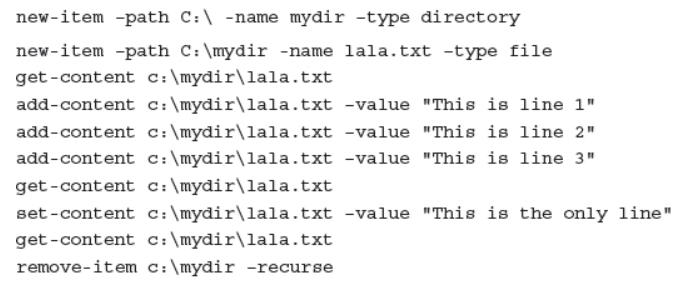 new-item –path C:\ -name mydir –type directory
new-item –path C:\mydir -name lala.txt –type file
get-content c:\mydir\lala.txt
add-content c:\mydir\lala.txt –value "This is line 1"
add-content c:\mydir\lala.txt –value "This is line 2"
add-content c:\mydir\lala.txt –value "This is line 3"
get-content c:\mydir\lala.txt
set-content c:\mydir\lala.txt –value "This is the only line"
get-content c:\mydir\lala.txt
remove-item c:\mydir –recurse